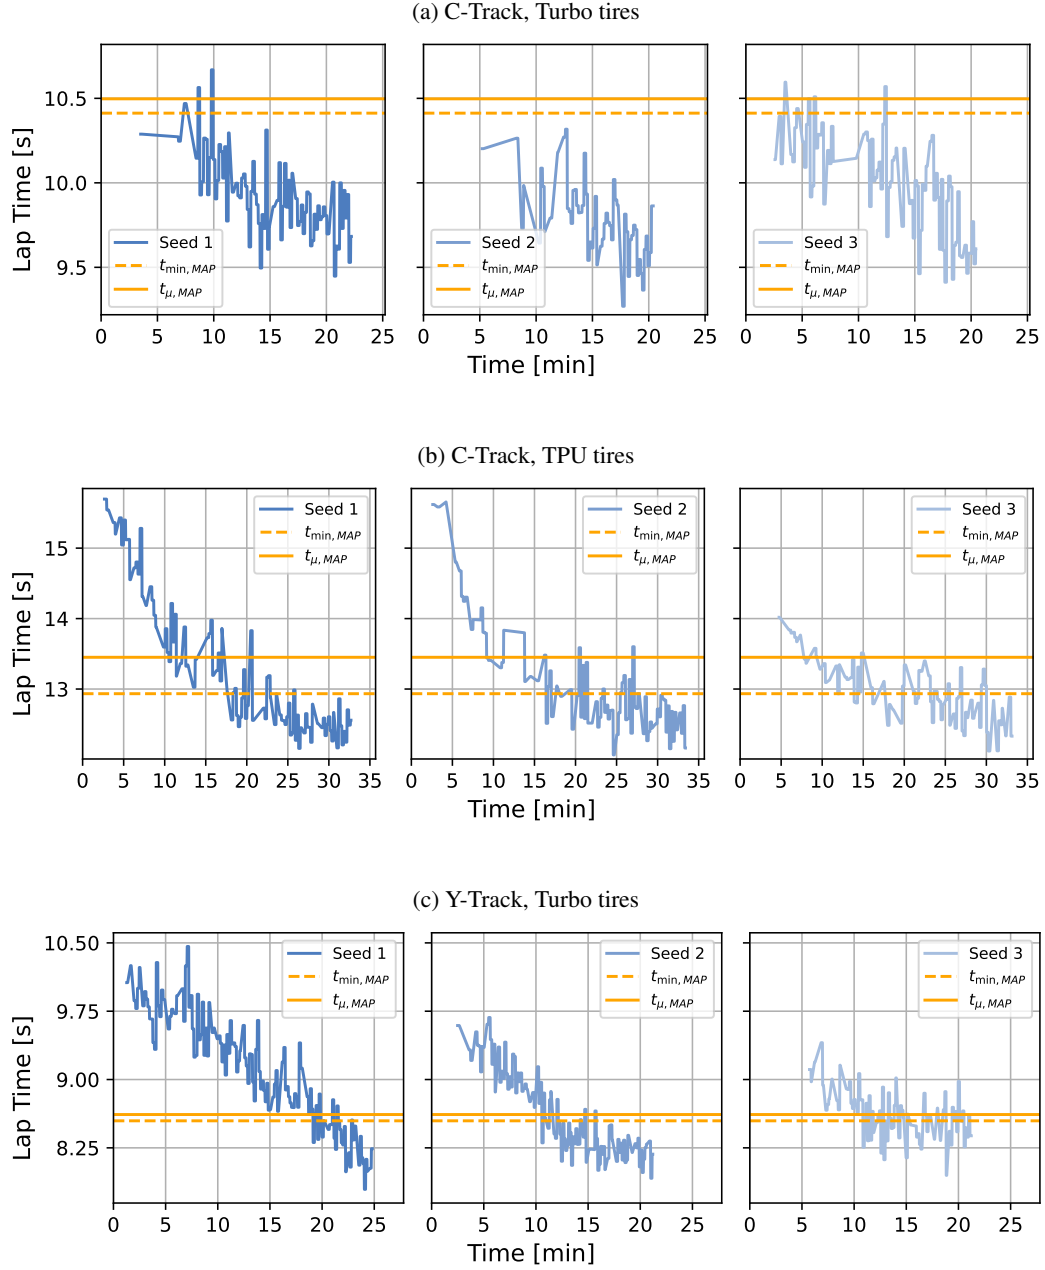 (a) C-Track, Turbo tires
Lap Time [s]
10.5
10.0
9.5
Seed 1
t_min, MAP
t_μ, MAP
Seed 2
t_min, MAP
t_μ, MAP
Seed 3
t_min, MAP
t_μ, MAP
0 5 10 15 20 25
0 5 10 15 20 25
0 5 10 15 20 25
Time [min]
(b) C-Track, TPU tires
Lap Time [s]
15
14
13
Seed 1
t_min, MAP
t_μ, MAP
Seed 2
t_min, MAP
t_μ, MAP
Seed 3
t_min, MAP
t_μ, MAP
0 5 10 15 20 25 30 35
0 5 10 15 20 25 30 35
0 5 10 15 20 25 30 35
Time [min]
(c) Y-Track, Turbo tires
Lap Time [s]
10.50
9.75
9.00
8.25
Seed 1
t_min, MAP
t_μ, MAP
Seed 2
t_min, MAP
t_μ, MAP
Seed 3
t_min, MAP
t_μ, MAP
0 5 10 15 20 25
0 5 10 15 20 25
0 5 10 15 20 25
Time [min]